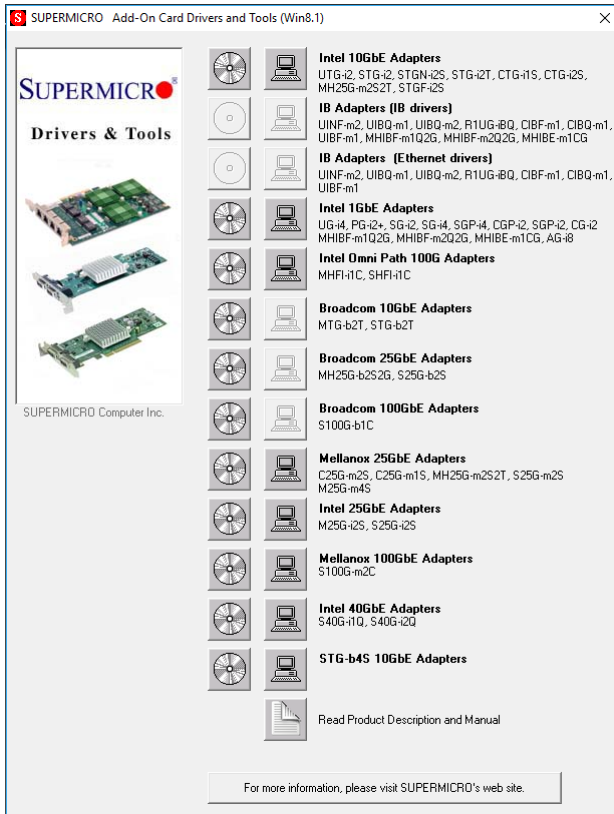 S SUPERMICRO Add-On Card Drivers and Tools (Win8.1)
SUPERMICRO®
Drivers & Tools
SUPERMICRO Computer Inc.
Intel 10GbE Adapters
UTG-i2, STG-i2, STGN-i2S, STG-i2T, CTG-i1S, CTG-i2S,
MH25G-m2S2T, STGF-i2S
IB Adapters (IB drivers)
UINF-m2, UIBQ-m1, UIBQ-m2, R1UG-iBQ, CIBF-m1, CIBQ-m1,
UIBF-m1, MHIBF-m1Q2G, MHIBF-m2Q2G, MHIBE-m1CG
IB Adapters (Ethernet drivers)
UINF-m2, UIBQ-m1, UIBQ-m2, R1UG-iBQ, CIBF-m1, CIBQ-m1,
UIBF-m1
Intel 1GbE Adapters
UG-i4, PG-i2+, SG-i2, SG-i4, SGP-i4, CGP-i2, SGP-i2, CG-i2
MHIBF-m1Q2G, MHIBF-m2Q2G, MHIBE-m1CG, AG-i8
Intel Omni Path 100G Adapters
MHFI-i1C, SHFI-i1C
Broadcom 10GbE Adapters
MTG-b2T, STG-b2T
Broadcom 25GbE Adapters
MH25G-b2S2G, S25G-b2S
Broadcom 100GbE Adapters
S100G-b1C
Mellanox 25GbE Adapters
C25G-m2S, C25G-m1S, MH25G-m2S2T, S25G-m2S
M25G-m4S
Intel 25GbE Adapters
M25G-i2S, S25G-i2S
Mellanox 100GbE Adapters
S100G-m2C
Intel 40GbE Adapters
S40G-i1Q, S40G-i2Q
STG-b4S 10GbE Adapters
Read Product Description and Manual
For more information, please visit SUPERMICRO's web site.